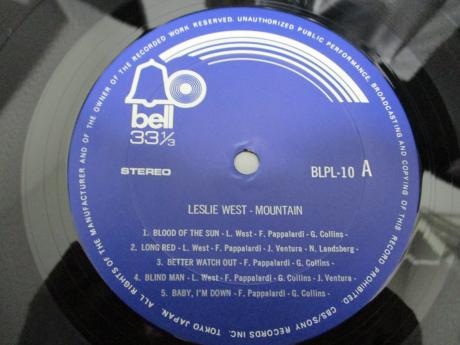 ALL RIGHTS OF THE MANUFACTURER AND OF THE OWNER OF THE RECORDED WORK RESERVED. UNAUTHORIZED PUBLIC PERFORMANCE, BROADCASTING AND COPYING OF THIS RECORD PROHIBITED.
bell
33 1/3
STEREO
BLPL-10 A
LESLIE WEST - MOUNTAIN
1. BLOOD OF THE SUN - L. West - F. Pappalardi - G. Collins -
2. LONG RED - L. West - F. Pappalardi - J. Ventura - N. Landsberg -
3. BETTER WATCH OUT - F. Pappalardi - G. Collins -
4. BLIND MAN - L. West - F. Pappalardi - G. Collins - J. Ventura -
5. BABY, I'M DOWN - F. Pappalardi - G. Collins -
CBS/SONY RECORDS INC. TOKYO JAPAN.